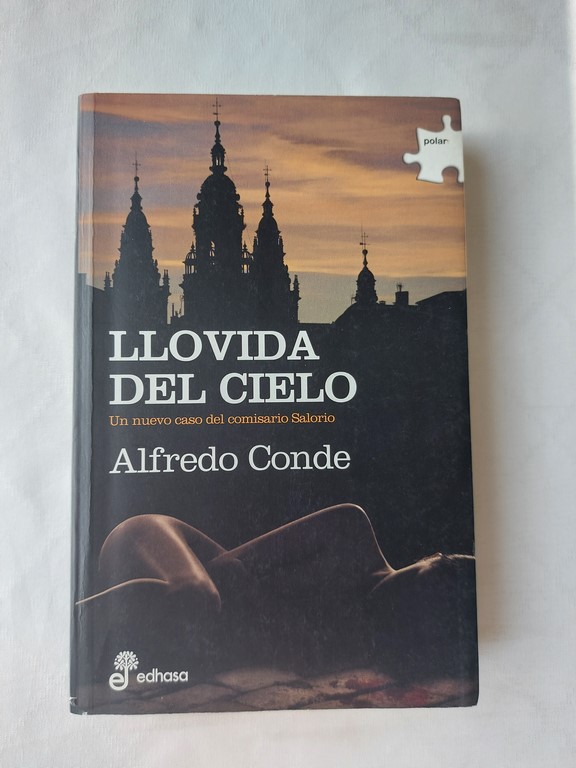 polar
LLOVIDA
DEL CIELO
Un nuevo caso del comisario Salorio
Alfredo Conde
edhasa